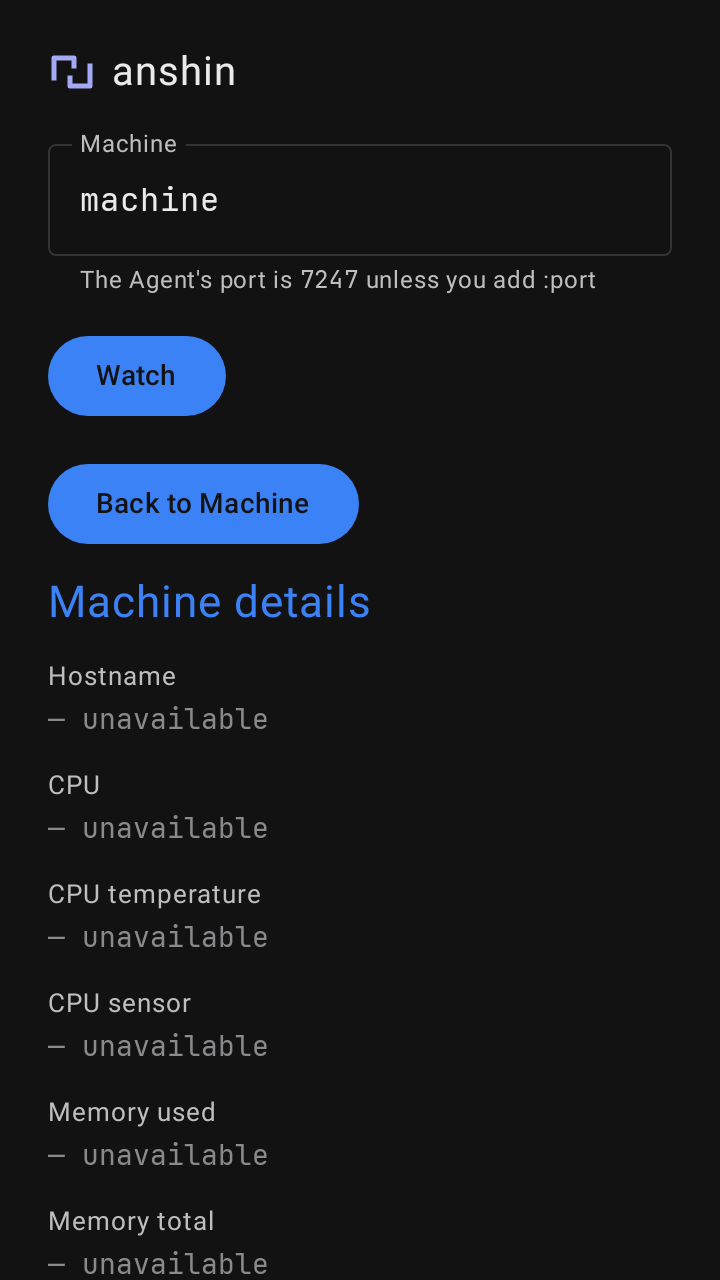 anshin
Machine
machine
The Agent's port is 7247 unless you add :port
Watch
Back to Machine
Machine details
Hostname
— unavailable
CPU
— unavailable
CPU temperature
— unavailable
CPU sensor
— unavailable
Memory used
— unavailable
Memory total
— unavailable